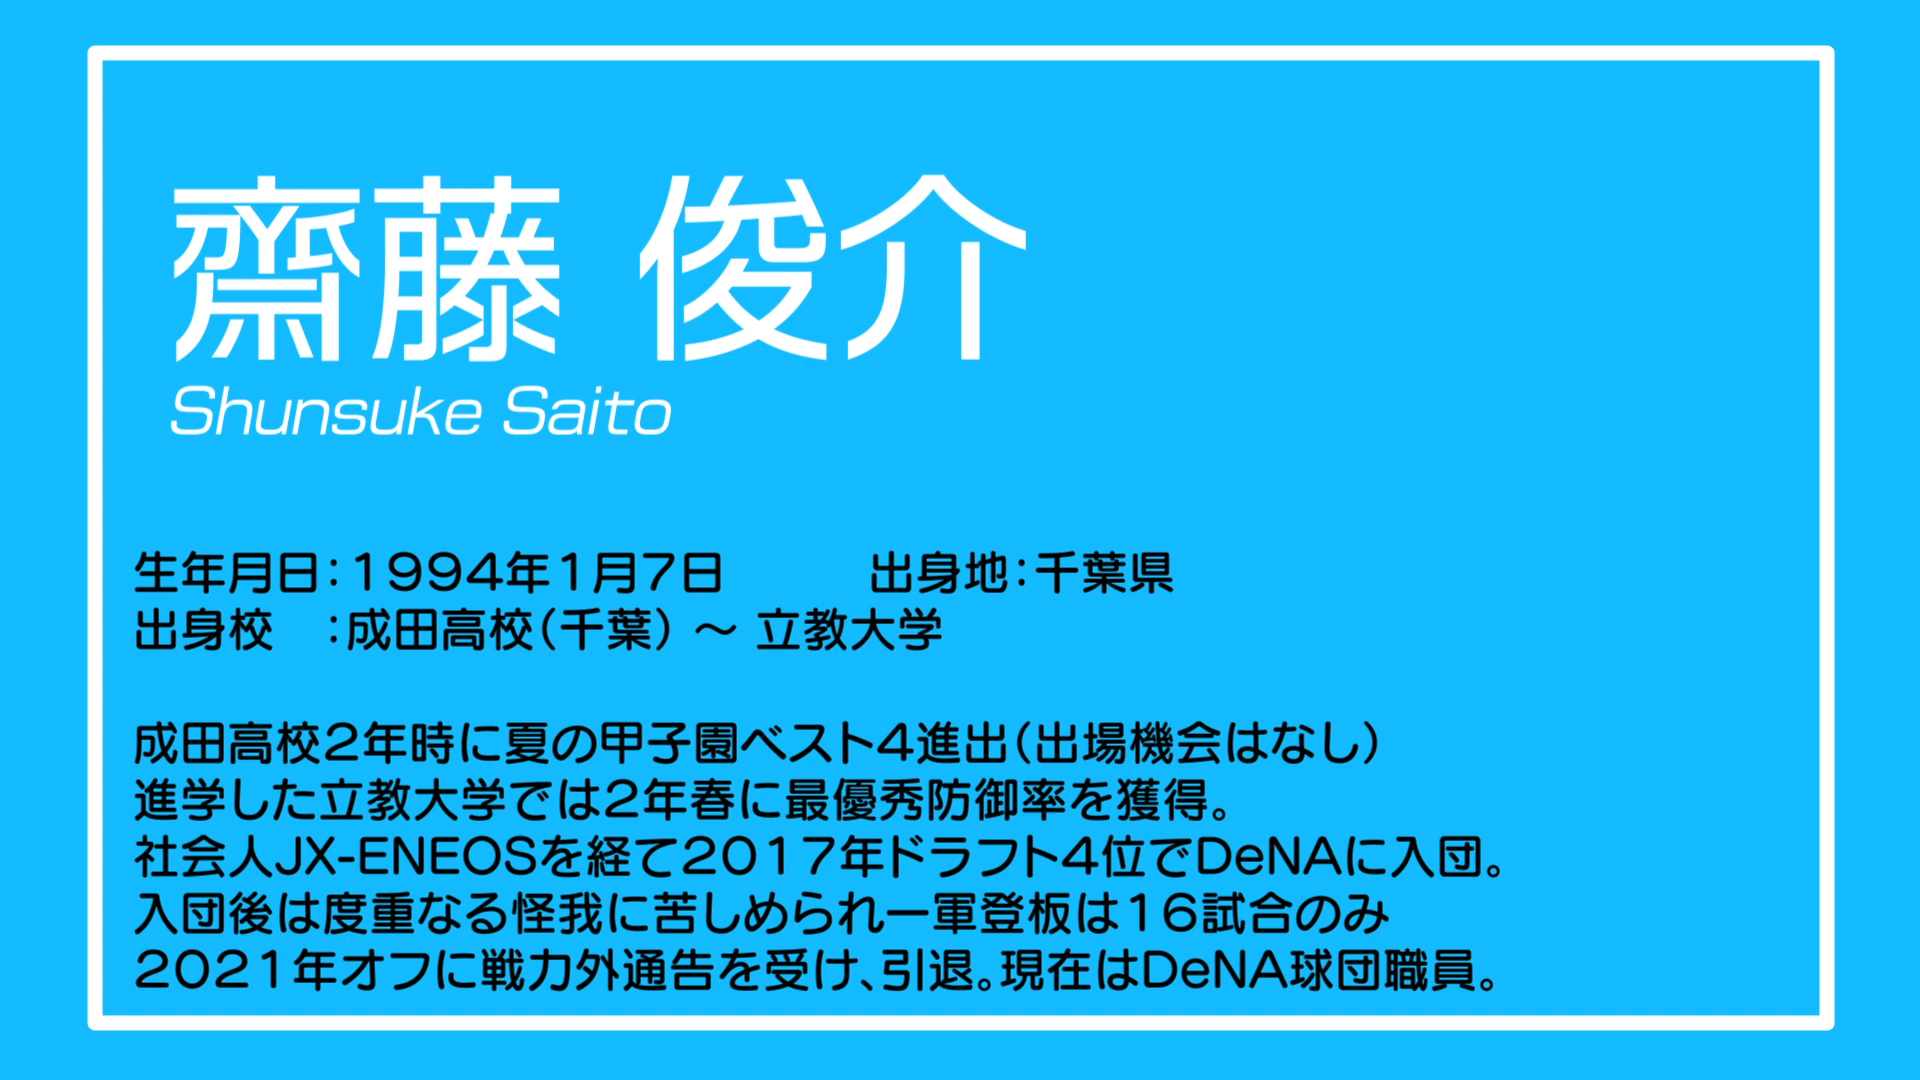 齋藤 俊介
Shunsuke Saito
生年月日：1994年1月7日　　　出身地：千葉県
出身校　：成田高校（千葉） ～ 立教大学
成田高校2年時に夏の甲子園ベスト4進出（出場機会はなし）
進学した立教大学では2年春に最優秀防御率を獲得。
社会人JX-ENEOSを経て2017年ドラフト4位でDeNAに入団。
入団後は度重なる怪我に苦しめられ一軍登板は16試合のみ
2021年オフに戦力外通告を受け、引退。現在はDeNA球団職員。